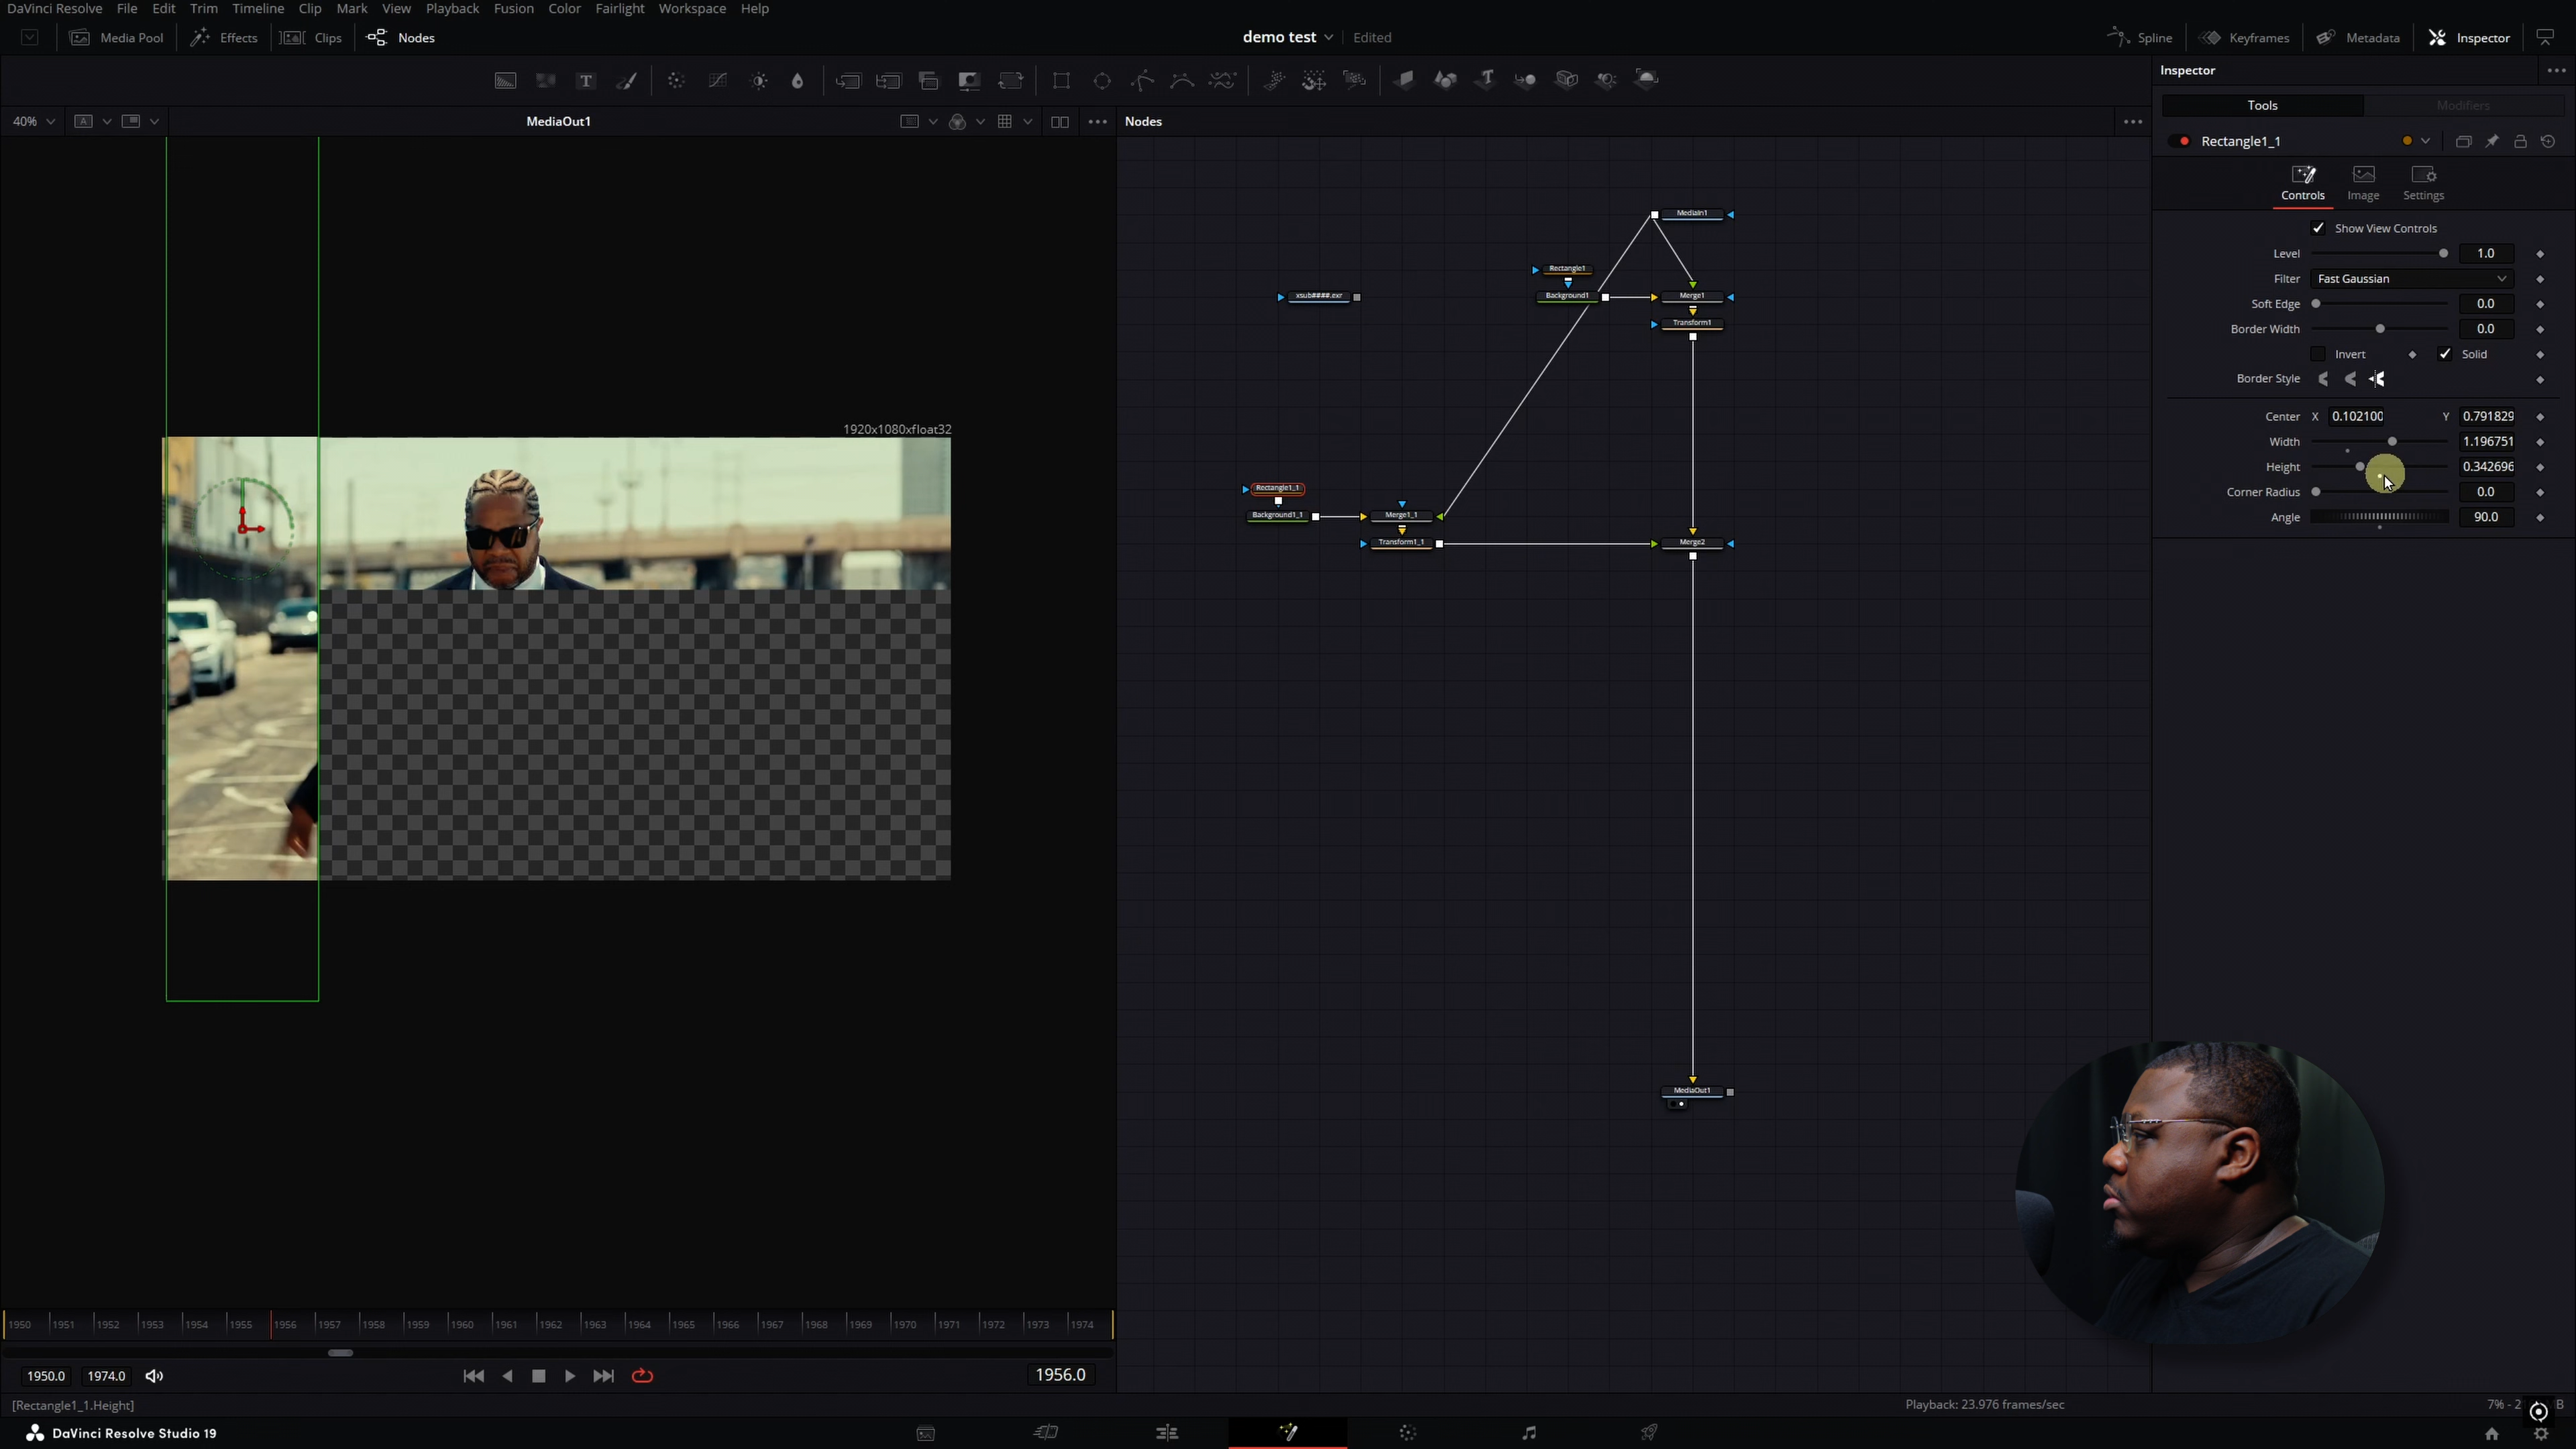 DaVinci Resolve File Edit Trim Timeline Clip Mark View Playback Fusion Color Fairlight Workspace Help
Media Pool Effects Clips Nodes demo test Edited Spline Keyframes Metadata Inspector
Inspector
Tools Modifiers
40% A MediaOut1 Nodes
Rectangle1_1
Controls Image Settings
Show View Controls
Level 1.0
Filter Fast Gaussian
Soft Edge 0.0
Border Width 0.0
Invert Solid
Border Style
Center X 0.102100 Y 0.791829
Width 1.196751
Height 0.342696
Corner Radius 0.0
Angle 90.0
1920x1080xfloat32
MediaIn1
Rectangle1
xsub####.exr Background1 Merge1
Transform1
Rectangle1_1
Background1_1 Merge1_1
Transform1_1 Merge2
MediaOut1
1950 1951 1952 1953 1954 1955 1956 1957 1958 1959 1960 1961 1962 1963 1964 1965 1966 1967 1968 1969 1970 1971 1972 1973 1974
1950.0 1974.0 1956.0
[Rectangle1_1.Height] Playback: 23.976 frames/sec 7% - 2 B
DaVinci Resolve Studio 19